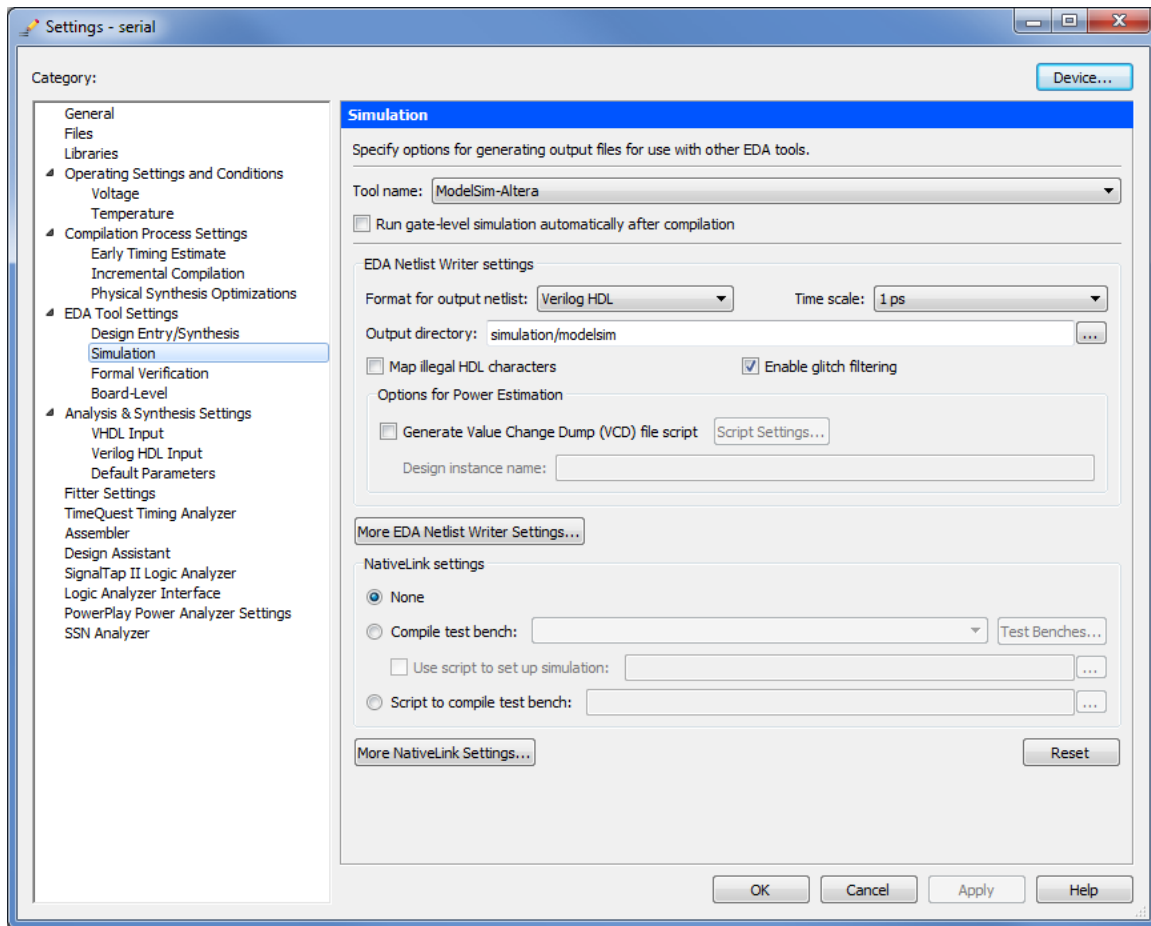 Settings - serial
Category:
Device...
General
Files
Libraries
Operating Settings and Conditions
Voltage
Temperature
Compilation Process Settings
Early Timing Estimate
Incremental Compilation
Physical Synthesis Optimizations
EDA Tool Settings
Design Entry/Synthesis
Simulation
Formal Verification
Board-Level
Analysis & Synthesis Settings
VHDL Input
Verilog HDL Input
Default Parameters
Fitter Settings
TimeQuest Timing Analyzer
Assembler
Design Assistant
SignalTap II Logic Analyzer
Logic Analyzer Interface
PowerPlay Power Analyzer Settings
SSN Analyzer
Simulation
Specify options for generating output files for use with other EDA tools.
Tool name: ModelSim-Altera
Run gate-level simulation automatically after compilation
EDA Netlist Writer settings
Format for output netlist: Verilog HDL Time scale: 1 ps
Output directory: simulation/modelsim ...
Map illegal HDL characters Enable glitch filtering
Options for Power Estimation
Generate Value Change Dump (VCD) file script Script Settings...
Design instance name:
More EDA Netlist Writer Settings...
NativeLink settings
None
Compile test bench: Test Benches...
Use script to set up simulation: ...
Script to compile test bench: ...
More NativeLink Settings... Reset
OK Cancel Apply Help